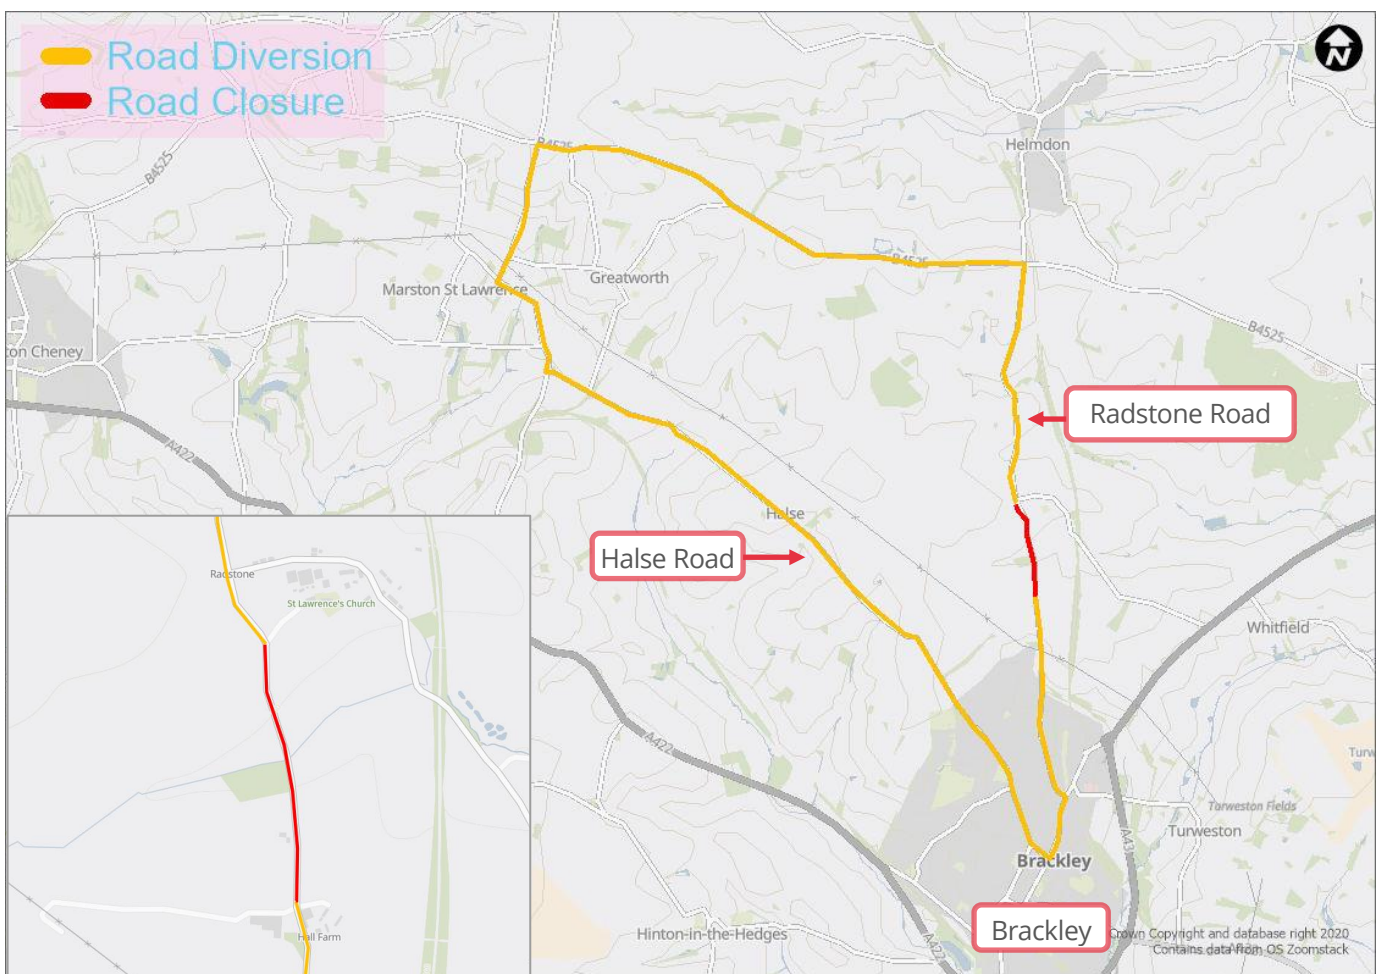 Road Diversion
Road Closure
N
B4525
B4525
Helmdon
Greatworth
Marston St Lawrence
B4525
B4525
ton Cheney
A422
Radstone Road
Halse
Halse Road
Radstone
St Lawrence's Church
Whitfield
A422
Turw
Turweston Fields
Turweston
A43
Brackley
Hall Farm
Hinton-in-the-Hedges
A422
Brackley
Crown Copyright and database right 2020
Contains data from OS Zoomstack